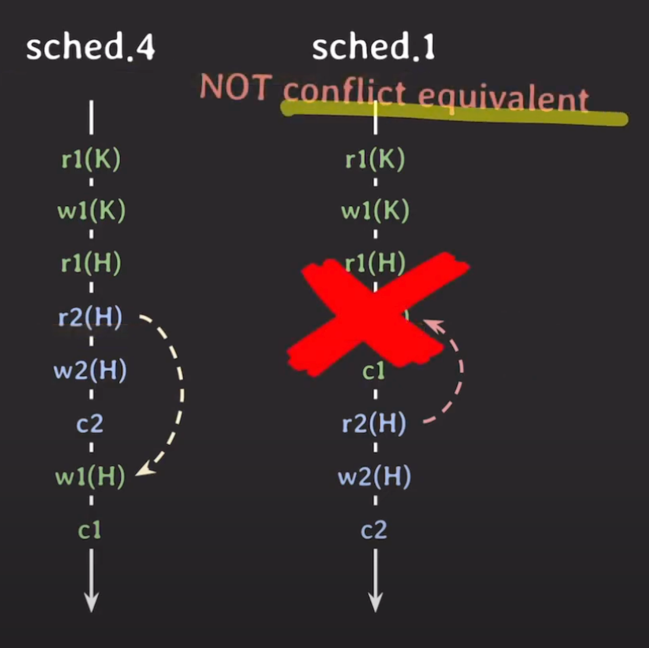 sched.4
r1(K)
w1(K)
r1(H)
r2(H)
w2(H)
c2
w1(H)
c1
sched.1
NOT conflict equivalent
r1(K)
w1(K)
r1(H)
c1
r2(H)
w2(H)
c2